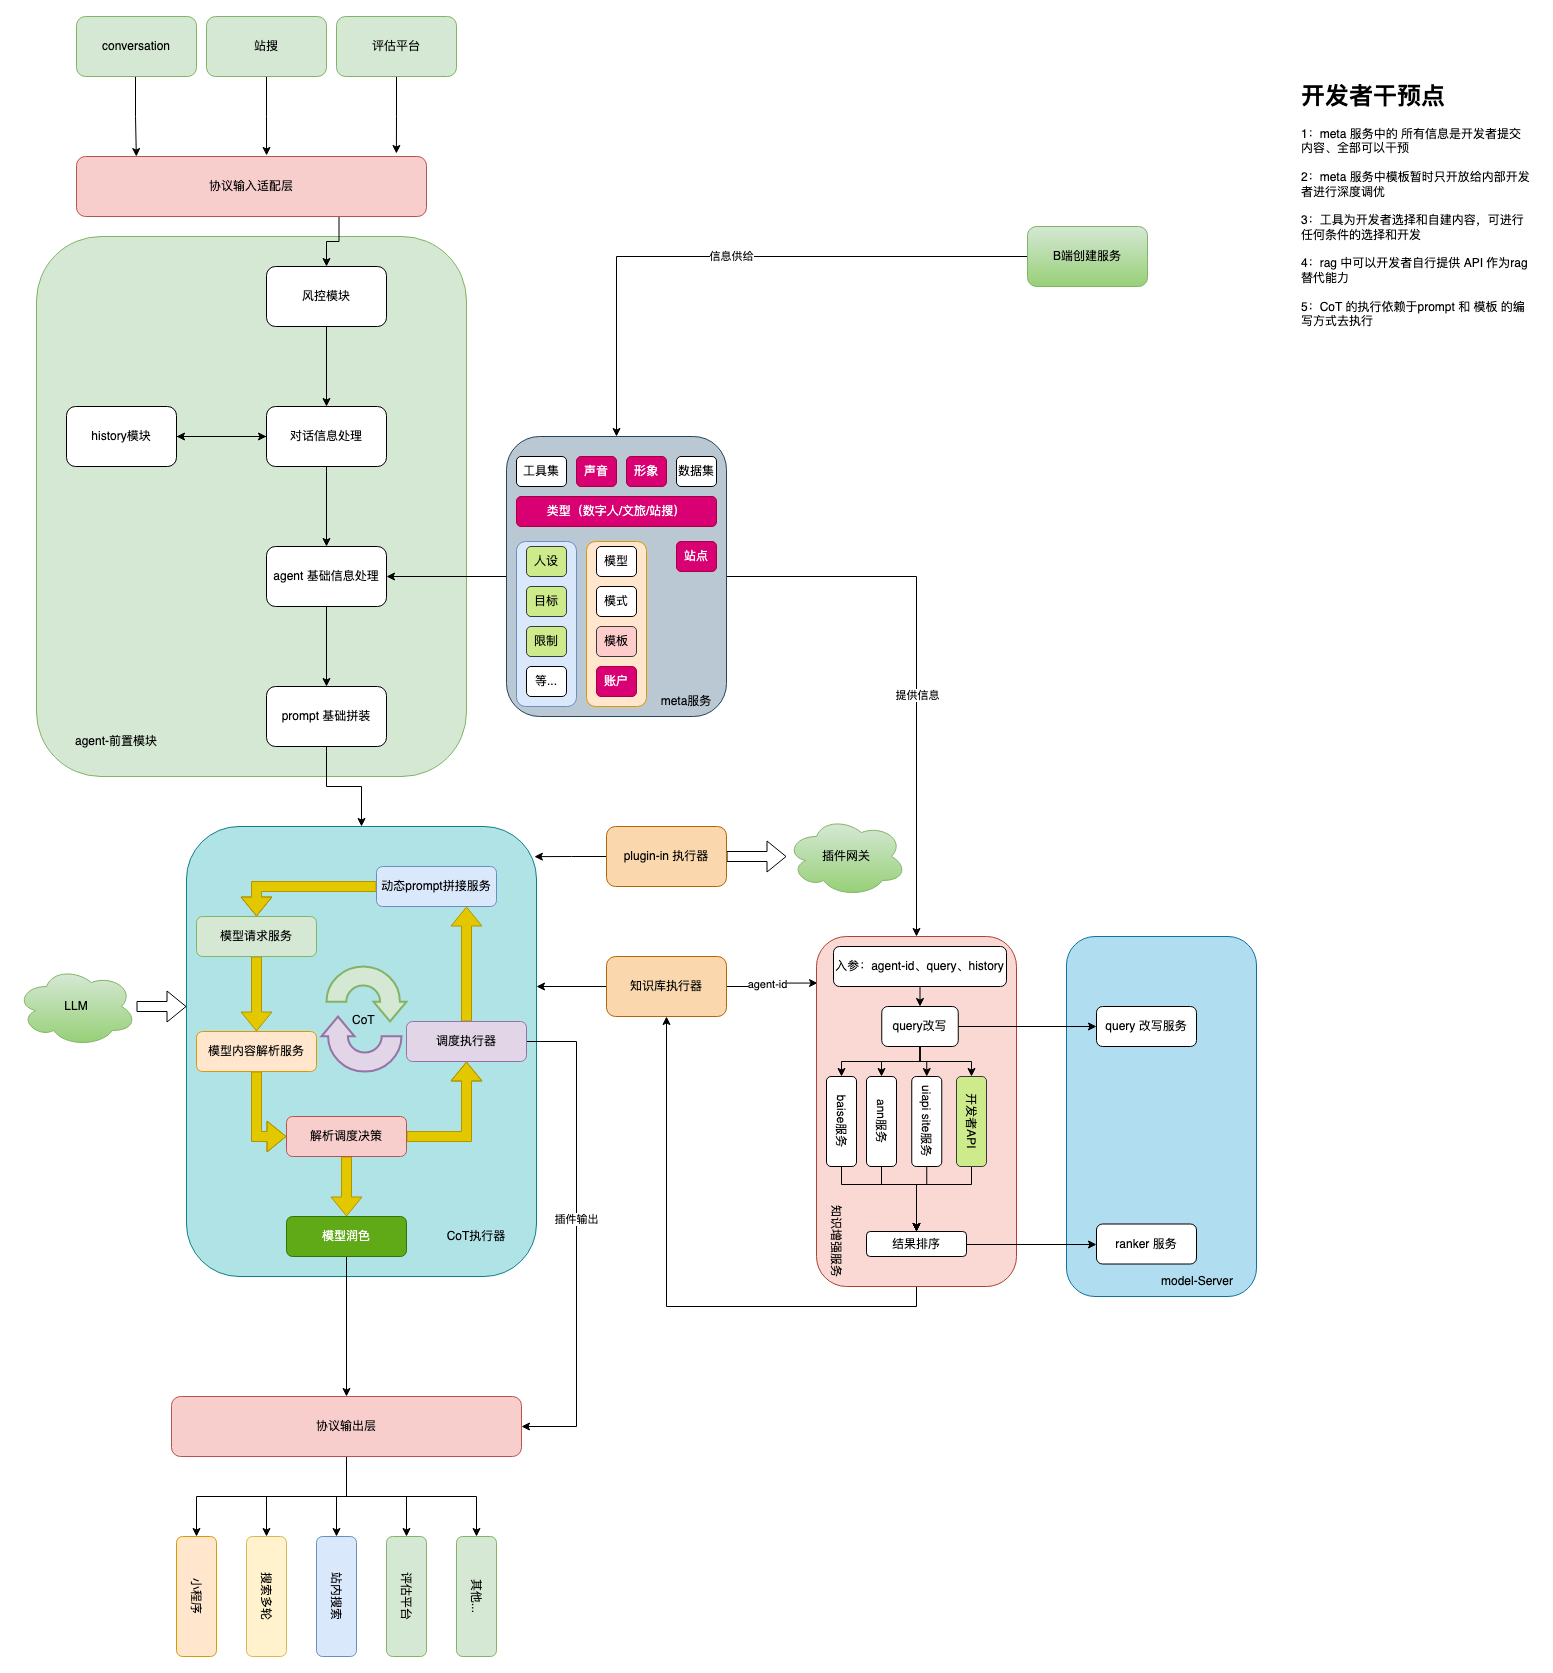 conversation
站搜
评估平台
协议输入适配层
风控模块
history模块
对话信息处理
agent 基础信息处理
prompt 基础拼装
agent-前置模块
信息供给
B端创建服务
开发者干预点
1：meta 服务中的 所有信息是开发者提交
内容、全部可以干预
2：meta 服务中模板暂时只开放给内部开发
者进行深度调优
3：工具为开发者选择和自建内容，可进行
任何条件的选择和开发
4：rag 中可以开发者自行提供 API 作为rag
替代能力
5：CoT 的执行依赖于prompt 和 模板 的编
写方式去执行
工具集
声音
形象
数据集
类型（数字人/文旅/站搜）
人设
目标
限制
等...
模型
模式
模板
账户
站点
meta服务
提供信息
LLM
动态prompt拼接服务
模型请求服务
CoT
模型内容解析服务
调度执行器
解析调度决策
模型润色
CoT执行器
plugin-in 执行器
插件网关
知识库执行器
agent-id
插件输出
入参：agent-id、query、history
query改写
baise服务
ann服务
uiapi site服务
开发者API
结果排序
知识增强服务
query 改写服务
ranker 服务
model-Server
协议输出层
小程序
搜索多轮
站内搜索
评估平台
其他...